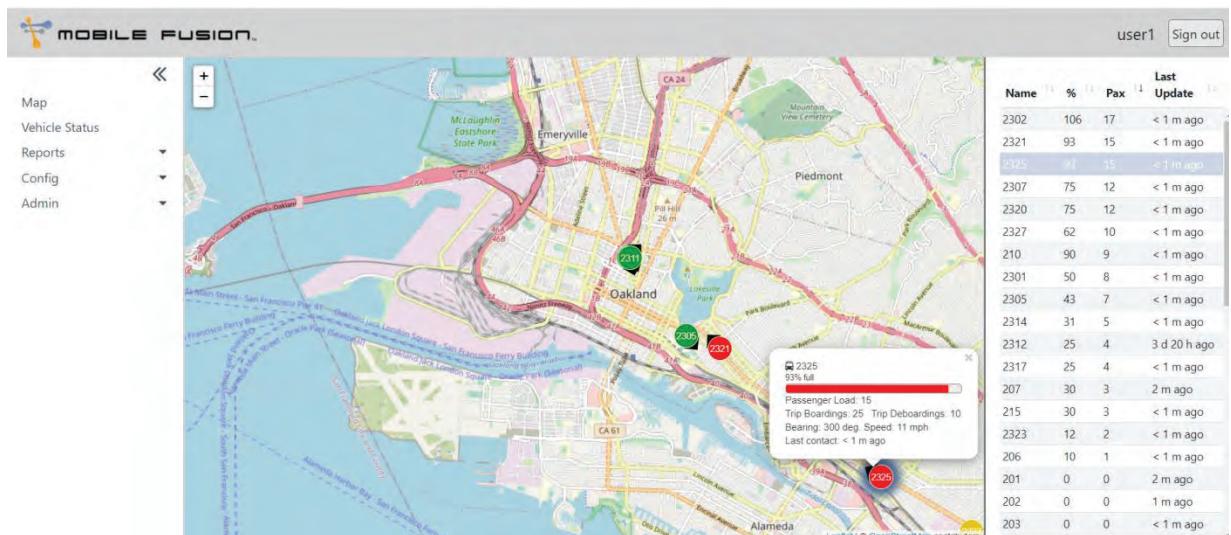 MOBILE FUSION
user1 Sign out
Map
Vehicle Status
Reports
Config
Admin
+
−
CA 24
Mountain
View Cemetery
McLaughlin
Eastshore
State Park
Emeryville
Piedmont
Pill Hill
26 m
2311
Oakland
Lakeside
Park
Park Boulevard
2305
2321
CA 61
Alameda
2325
2325
93% full
Passenger Load: 15
Trip Boardings: 25 Trip Deboardings: 10
Bearing: 300 deg. Speed: 11 mph
Last contact: < 1 m ago
Name % Pax Last Update
2302 106 17 < 1 m ago
2321 93 15 < 1 m ago
2325 93 15 < 1 m ago
2307 75 12 < 1 m ago
2320 75 12 < 1 m ago
2327 62 10 < 1 m ago
210 90 9 < 1 m ago
2301 50 8 < 1 m ago
2305 43 7 < 1 m ago
2314 31 5 < 1 m ago
2312 25 4 3 d 20 h ago
2317 25 4 < 1 m ago
207 30 3 2 m ago
215 30 3 < 1 m ago
2323 12 2 < 1 m ago
206 10 1 < 1 m ago
201 0 0 2 m ago
202 0 0 1 m ago
203 0 0 < 1 m ago